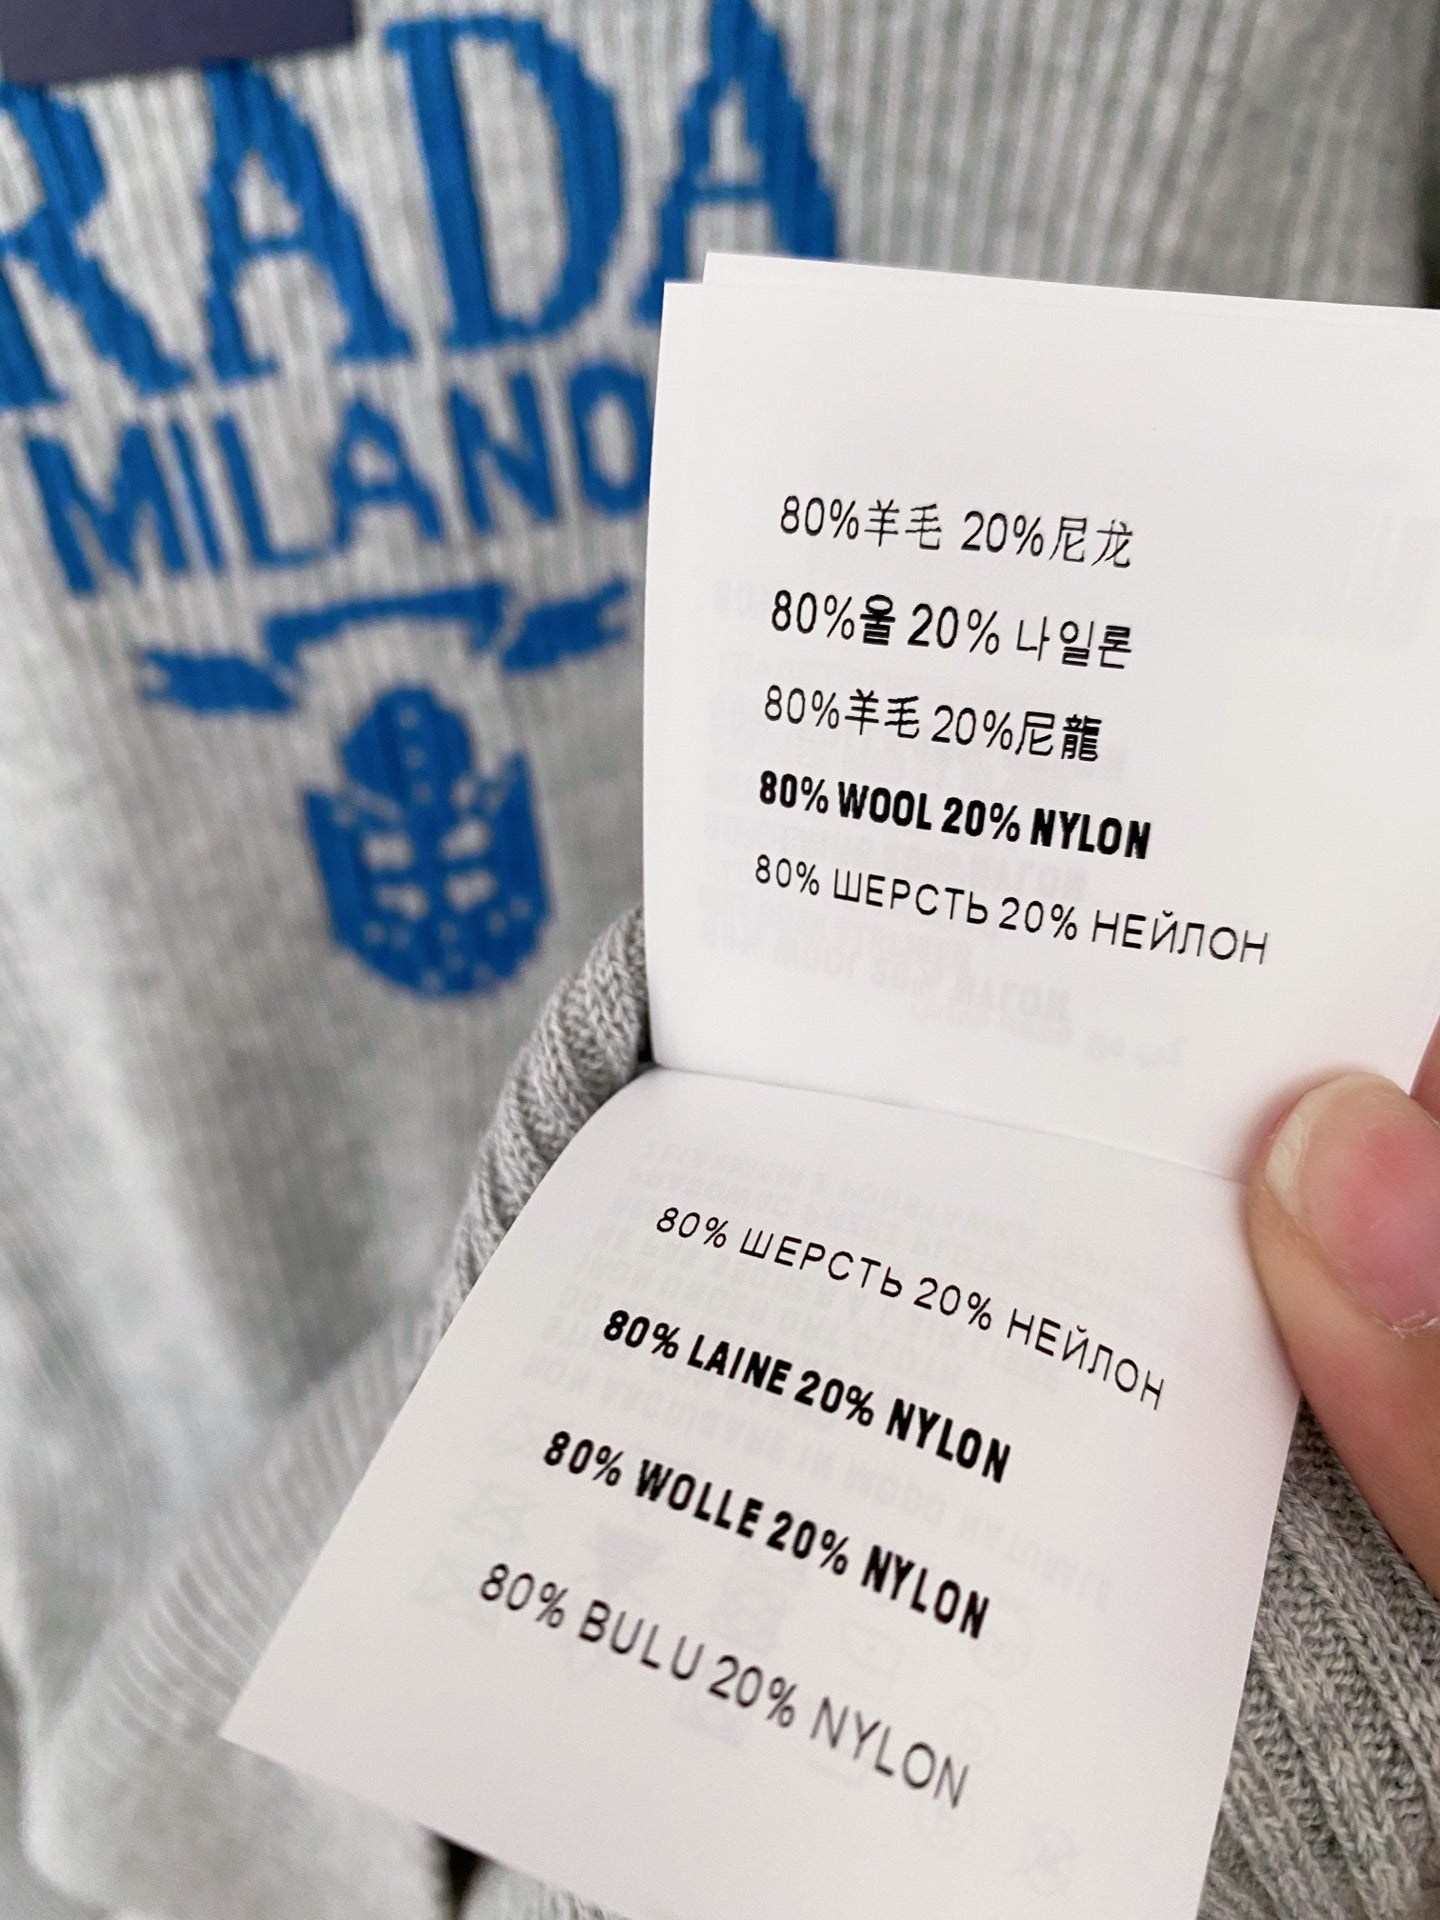 RADA
MILANO
80%羊毛 20%尼龙
80%울 20% 나일론
80%羊毛 20%尼龍
80% WOOL 20% NYLON
80% ШЕРСТЬ 20% НЕЙЛОН
80% ШЕРСТЬ 20% НЕЙЛОН
80% LAINE 20% NYLON
80% WOLLE 20% NYLON
80% BULU 20% NYLON